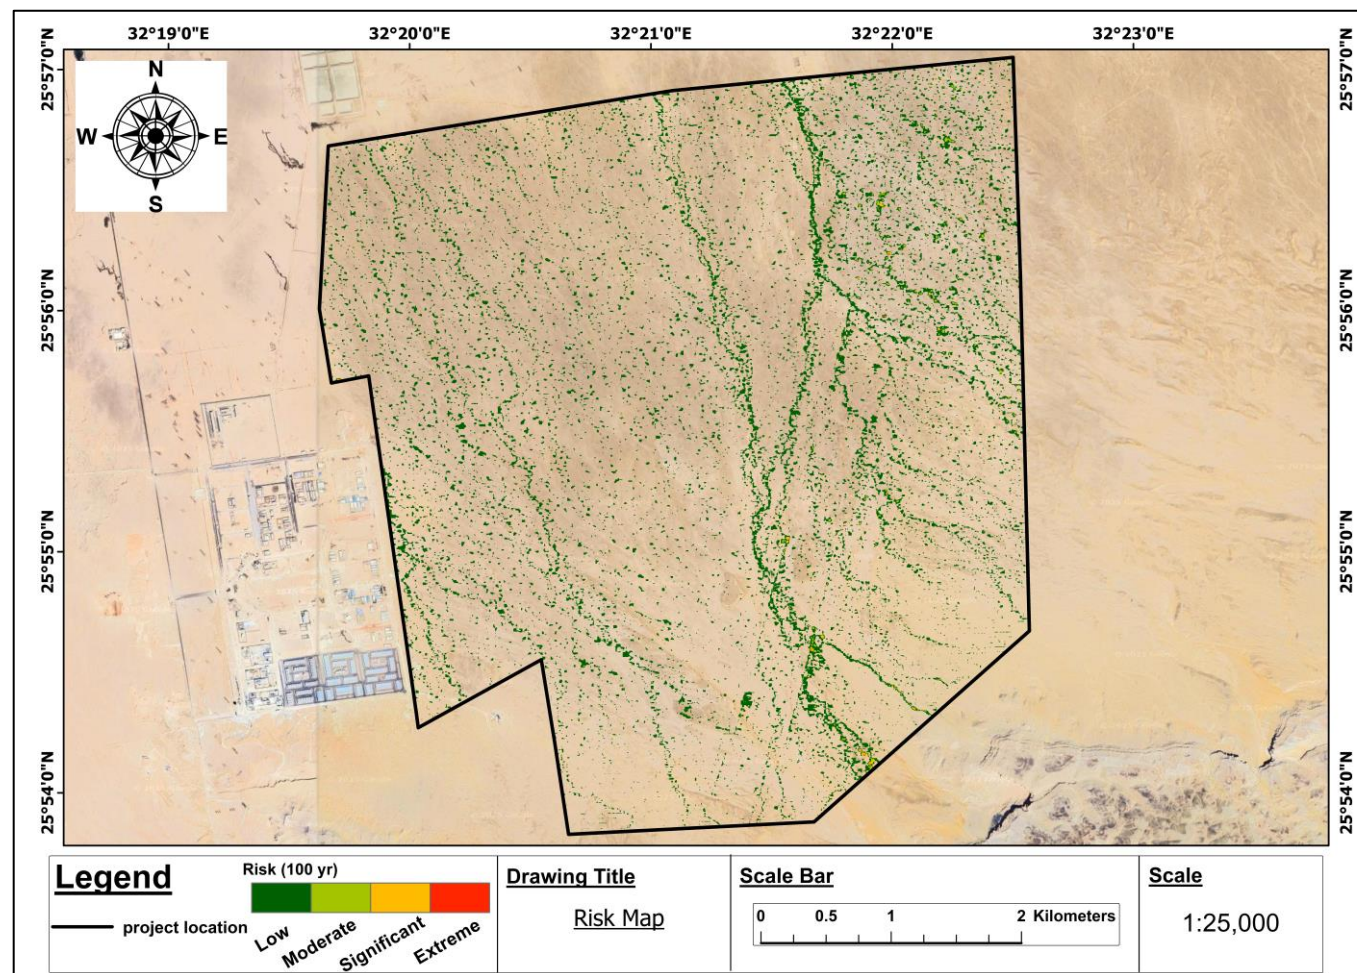 32°19'0"N
32°20'0"N
32°21'0"N
32°22'0"N
32°23'0"N
25°57'0"N
25°57'0"N
N
W
E
S
25°56'0"N
25°56'0"N
25°55'0"N
25°55'0"N
25°54'0"N
25°54'0"N
Legend
project location
Risk (100 yr)
Low
Moderate
Significant
Extreme
Drawing Title
Risk Map
Scale Bar
0 0.5 1 2 Kilometers
Scale
1:25,000